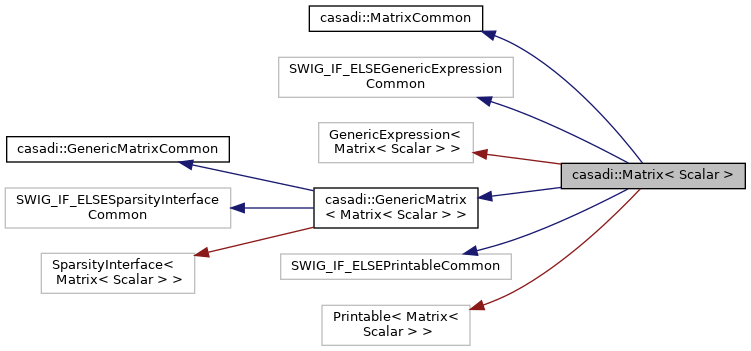 casadi::MatrixCommon
SWIG_IF_ELSEGenericExpression
Common
GenericExpression<
Matrix< Scalar > >
casadi::GenericMatrixCommon
casadi::Matrix< Scalar >
SWIG_IF_ELSESparsityInterface
Common
casadi::GenericMatrix
< Matrix< Scalar > >
SparsityInterface<
Matrix< Scalar > >
SWIG_IF_ELSEPrintableCommon
Printable< Matrix<
Scalar > >